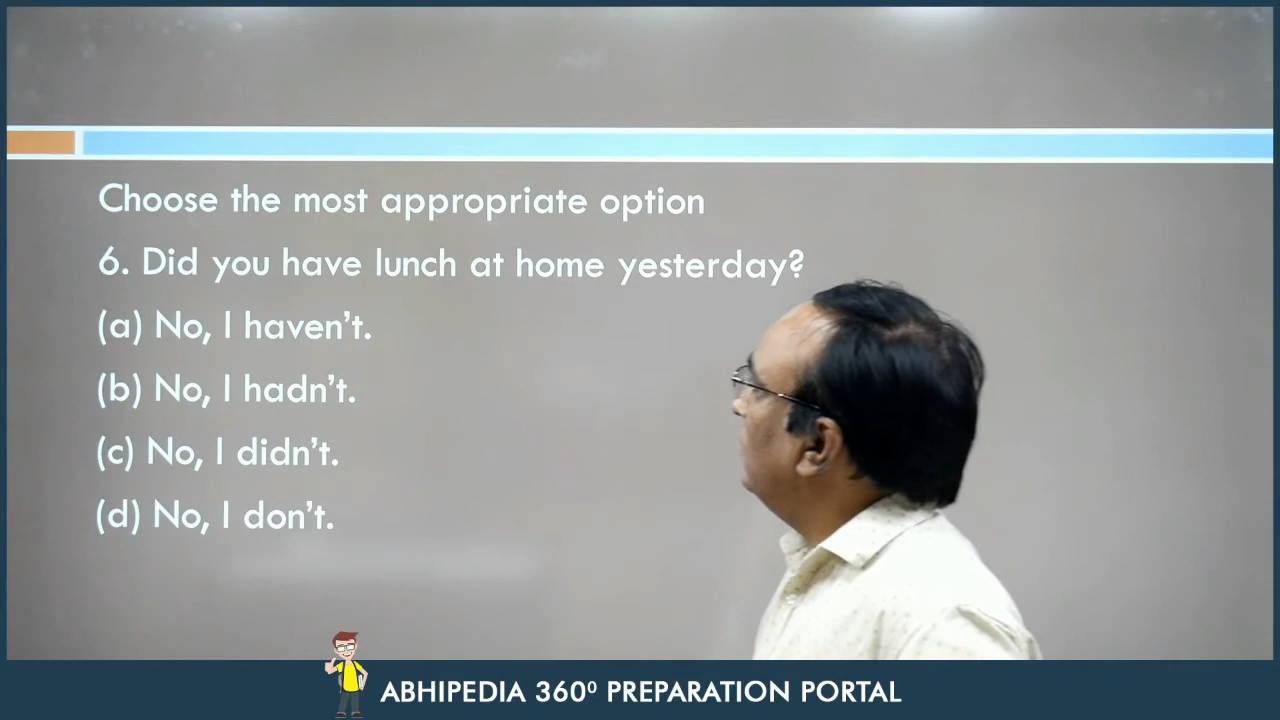 Choose the most appropriate option
6. Did you have lunch at home yesterday?
(a) No, I haven't.
(b) No, I hadn't.
(c) No, I didn't.
(d) No, I don't.
ABHIPEDIA 360⁰ PREPARATION PORTAL